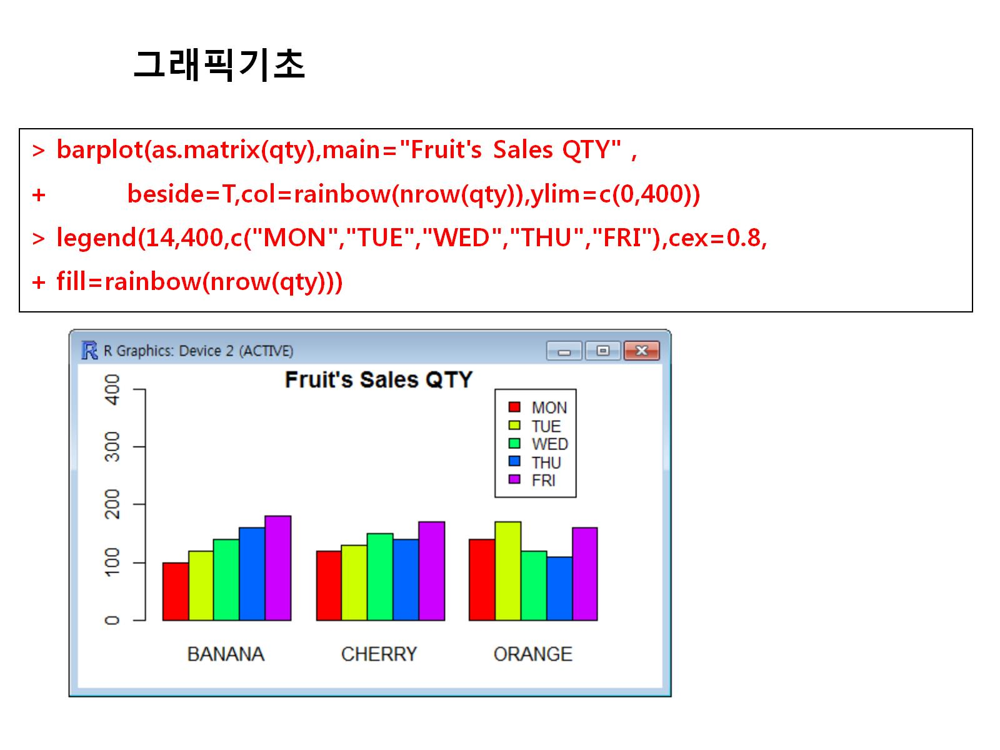 그래픽기초
> barplot(as.matrix(qty),main="Fruit's Sales QTY" ,
+ beside=T,col=rainbow(nrow(qty)),ylim=c(0,400))
> legend(14,400,c("MON","TUE","WED","THU","FRI"),cex=0.8,
+ fill=rainbow(nrow(qty)))
R Graphics: Device 2 (ACTIVE)
Fruit's Sales QTY
400
300
200
100
0
MON
TUE
WED
THU
FRI
BANANA CHERRY ORANGE